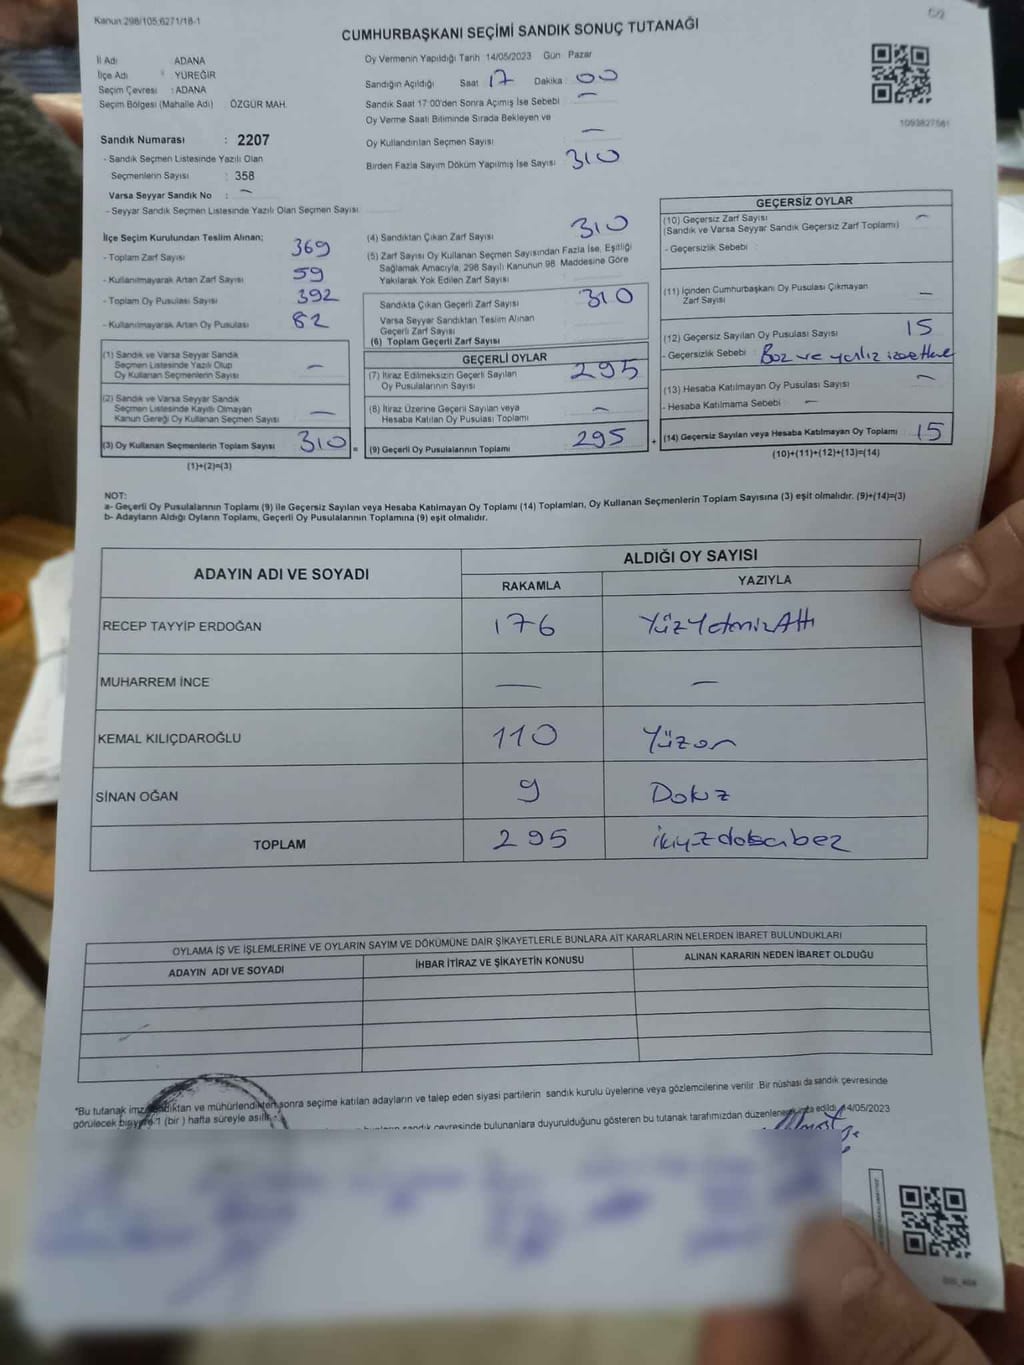 Kanun 298/105,6271/18-1
CUMHURBAŞKANI SEÇİMİ SANDIK SONUÇ TUTANAĞI
İl Adı ADANA
İlçe Adı : YÜREĞİR
Seçim Çevresi : ADANA
Seçim Bölgesi (Mahalle Adı) ÖZGÜR MAH.
Oy Vermenin Yapıldığı Tarih 14/05/2023 Gün Pazar
Sandığın Açıldığı Saat 17 Dakika : 00
Sandık Saat 17:00'den Sonra Açımış İse Sebebi —
Oy Verme Saati Bitiminde Sırada Bekleyen ve
Oy Kullandırılan Seçmen Sayısı —
Birden Fazla Sayım Döküm Yapılmış İse Sayısı 310
1093827581
Sandık Numarası : 2207
- Sandık Seçmen Listesinde Yazılı Olan
Seçmenlerin Sayısı : 358
Varsa Seyyar Sandık No : —
- Seyyar Sandık Seçmen Listesinde Yazılı Olan Seçmen Sayısı
İlçe Seçim Kurulundan Teslim Alınan;
- Toplam Zarf Sayısı 369
- Kullanılmayarak Artan Zarf Sayısı 59
- Toplam Oy Pusulası Sayısı 392
- Kullanılmayarak Artan Oy Pusulası 82
(1) Sandık ve Varsa Seyyar Sandık
Seçmen Listesinde Yazılı Olup
Oy Kullanan Seçmenlerin Sayısı —
(2) Sandık ve Varsa Seyyar Sandık
Seçmen Listesinde Kayıtlı Olmayan
Kanun Gereği Oy Kullanan Seçmen Sayısı —
(3) Oy Kullanan Seçmenlerin Toplam Sayısı 310 =
(1)+(2)=(3)
(4) Sandıktan Çıkan Zarf Sayısı 310
(5) Zarf Sayısı Oy Kullanan Seçmen Sayısından Fazla İse, Eşitliği
Sağlamak Amacıyla, 298 Sayılı Kanunun 98. Maddesine Göre
Yakılarak Yok Edilen Zarf Sayısı
Sandıkta Çıkan Geçerli Zarf Sayısı 310
Varsa Seyyar Sandıktan Teslim Alınan
Geçerli Zarf Sayısı
(6) Toplam Geçerli Zarf Sayısı
GEÇERLİ OYLAR
(7) İtiraz Edilmeksizin Geçerli Sayılan
Oy Pusulalarının Sayısı 295
(8) İtiraz Üzerine Geçerli Sayılan veya
Hesaba Katılan Oy Pusulası Toplamı —
(9) Geçerli Oy Pusulalarının Toplamı 295 +
GEÇERSİZ OYLAR
(10) Geçersiz Zarf Sayısı —
(Sandık ve Varsa Seyyar Sandık Geçersiz Zarf Toplamı)
- Geçersizlik Sebebi :
(11) İçinden Cumhurbaşkanı Oy Pusulası Çıkmayan
Zarf Sayısı —
(12) Geçersiz Sayılan Oy Pusulası Sayısı 15
- Geçersizlik Sebebi :
(13) Hesaba Katılmayan Oy Pusulası Sayısı —
- Hesaba Katılmama Sebebi —
(14) Geçersiz Sayılan veya Hesaba Katılmayan Oy Toplamı 15
(10)+(11)+(12)+(13)=(14)
NOT:
a- Geçerli Oy Pusulalarının Toplamı (9) ile Geçersiz Sayılan veya Hesaba Katılmayan Oy Toplamı (14) Toplamları, Oy Kullanan Seçmenlerin Toplam Sayısına (3) eşit olmalıdır. (9)+(14)=(3)
b- Adayların Aldığı Oyların Toplamı, Geçerli Oy Pusulalarının Toplamına (9) eşit olmalıdır.
ADAYIN ADI VE SOYADI ALDIĞI OY SAYISI
RAKAMLA YAZIYLA
RECEP TAYYİP ERDOĞAN 176 YüzYetmişAltı
MUHARREM İNCE — —
KEMAL KILIÇDAROĞLU 110 Yüzon
SİNAN OĞAN 9 Dokuz
TOPLAM 295
OYLAMA İŞ VE İŞLEMLERİNE VE OYLARIN SAYIM VE DÖKÜMÜNE DAİR ŞİKAYETLERLE BUNLARA AİT KARARLARIN NELERDEN İBARET BULUNDUKLARI
ADAYIN ADI VE SOYADI İHBAR İTİRAZ VE ŞİKAYETİN KONUSU ALINAN KARARIN NEDEN İBARET OLDUĞU
*Bu tutanak imzalandıktan ve mühürlendikten sonra seçime katılan adayların ve talep eden siyasi partilerin sandık kurulu üyelerine veya gözlemcilerine verilir. Bir nüshası da sandık çevresinde
görülecek bir yere 1 (bir) hafta süreyle asılır.
sandık çevresinde bulunanlara duyurulduğunu gösteren bu tutanak tarafımızdan düzenlenerek imza edildi. 14/05/2023